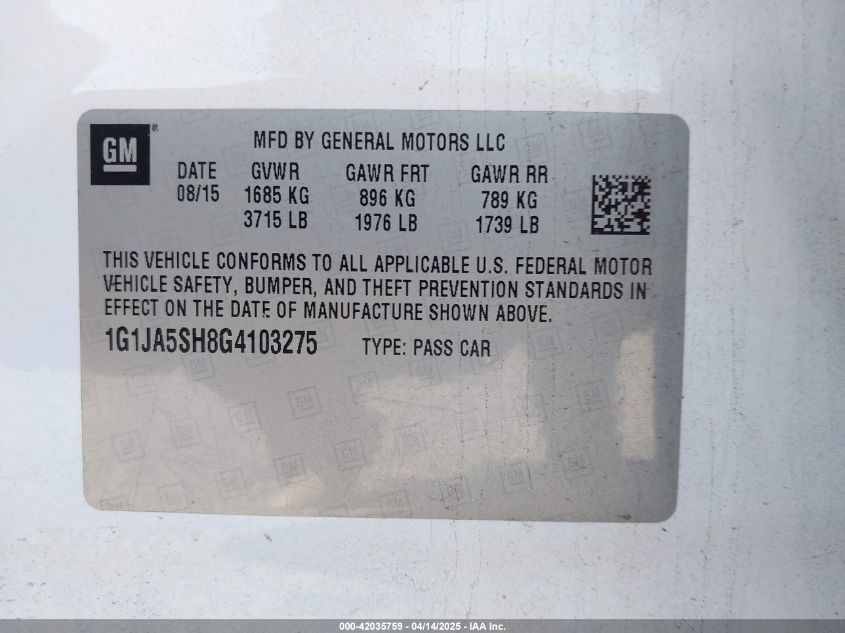 GM ®
MFD BY GENERAL MOTORS LLC
DATE GVWR GAWR FRT GAWR RR
08/15 1685 KG 896 KG 789 KG
3715 LB 1976 LB 1739 LB
THIS VEHICLE CONFORMS TO ALL APPLICABLE U.S. FEDERAL MOTOR
VEHICLE SAFETY, BUMPER, AND THEFT PREVENTION STANDARDS IN
EFFECT ON THE DATE OF MANUFACTURE SHOWN ABOVE.
1G1JA5SH8G4103275 TYPE: PASS CAR
000-42035759 - 04/14/2025 - IAA Inc.